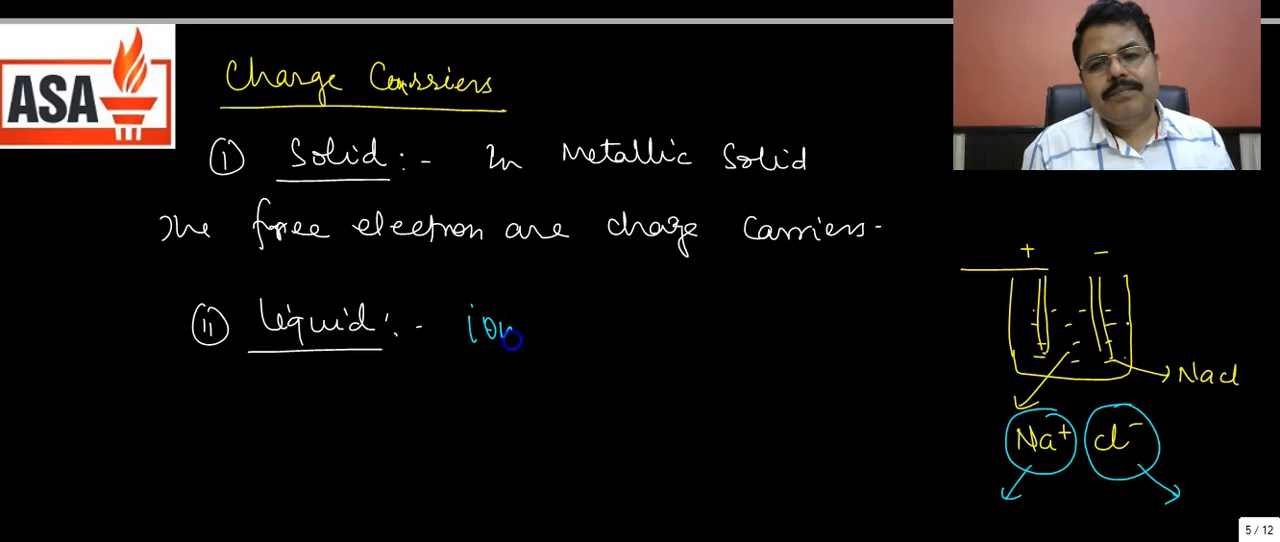 ASA
Charge Carriers
(i) Solid :- In Metallic Solid
The free electron are charge carriers.
(ii) Liquid :- ion
+ -
NaCl
Na+ Cl-
5 / 12